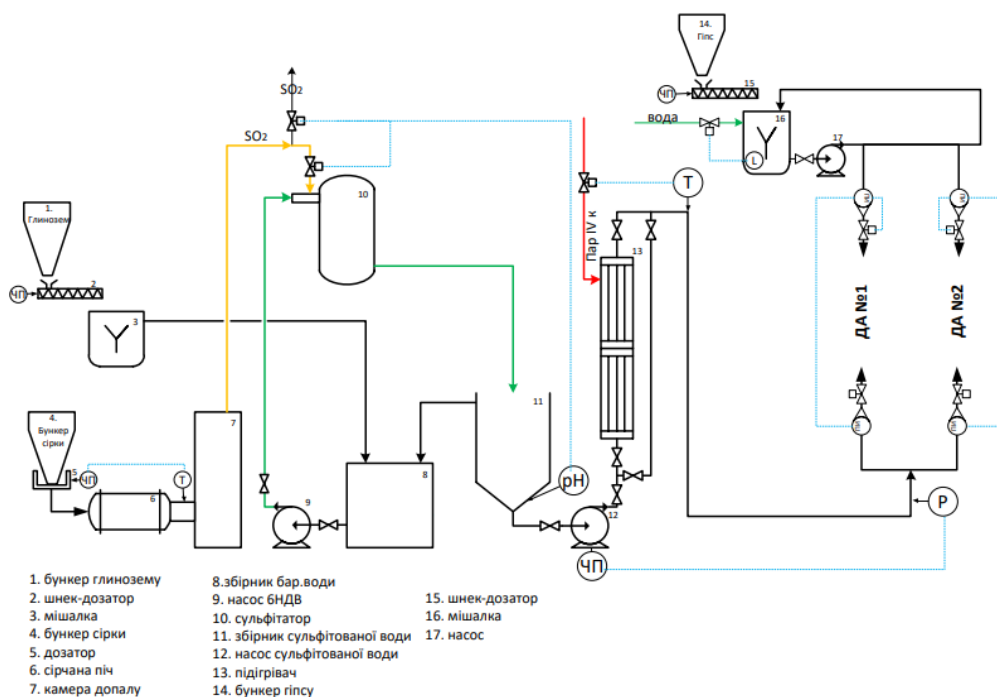 14.
Гіпс
ЧП
15
SO₂
вода
16
L
17
SO₂
10
T
Пар IV к
13
1.
Глинозем
ЧП
2
3
ДА №1
ДА №2
4.
Бункер
сірки
5
ЧП
T
6
7
9
8
11
pH
12
ЧП
P
1. бункер глинозему
2. шнек-дозатор
3. мішалка
4. бункер сірки
5. дозатор
6. сірчана піч
7. камера допалу
8.збірник бар.води
9. насос 6НДВ
10. сульфітатор
11. збірник сульфітованої води
12. насос сульфітованої води
13. підігрівач
14. бункер гіпсу
15. шнек-дозатор
16. мішалка
17. насос